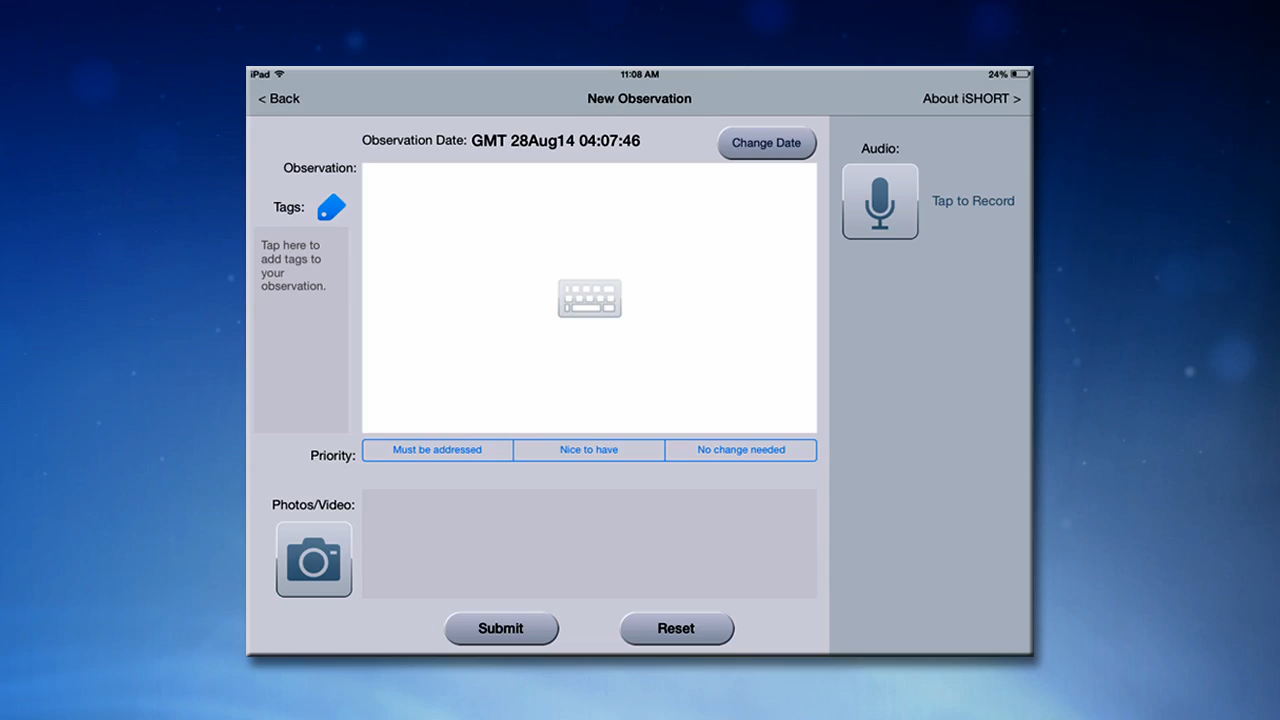 iPad 11:08 AM 24%
< Back New Observation About iSHORT >
Observation Date: GMT 28Aug14 04:07:46 Change Date
Observation:
Tags:
Tap here to
add tags to
your
observation.
Priority: Must be addressed Nice to have No change needed
Photos/Video:
Submit Reset
Audio:
Tap to Record